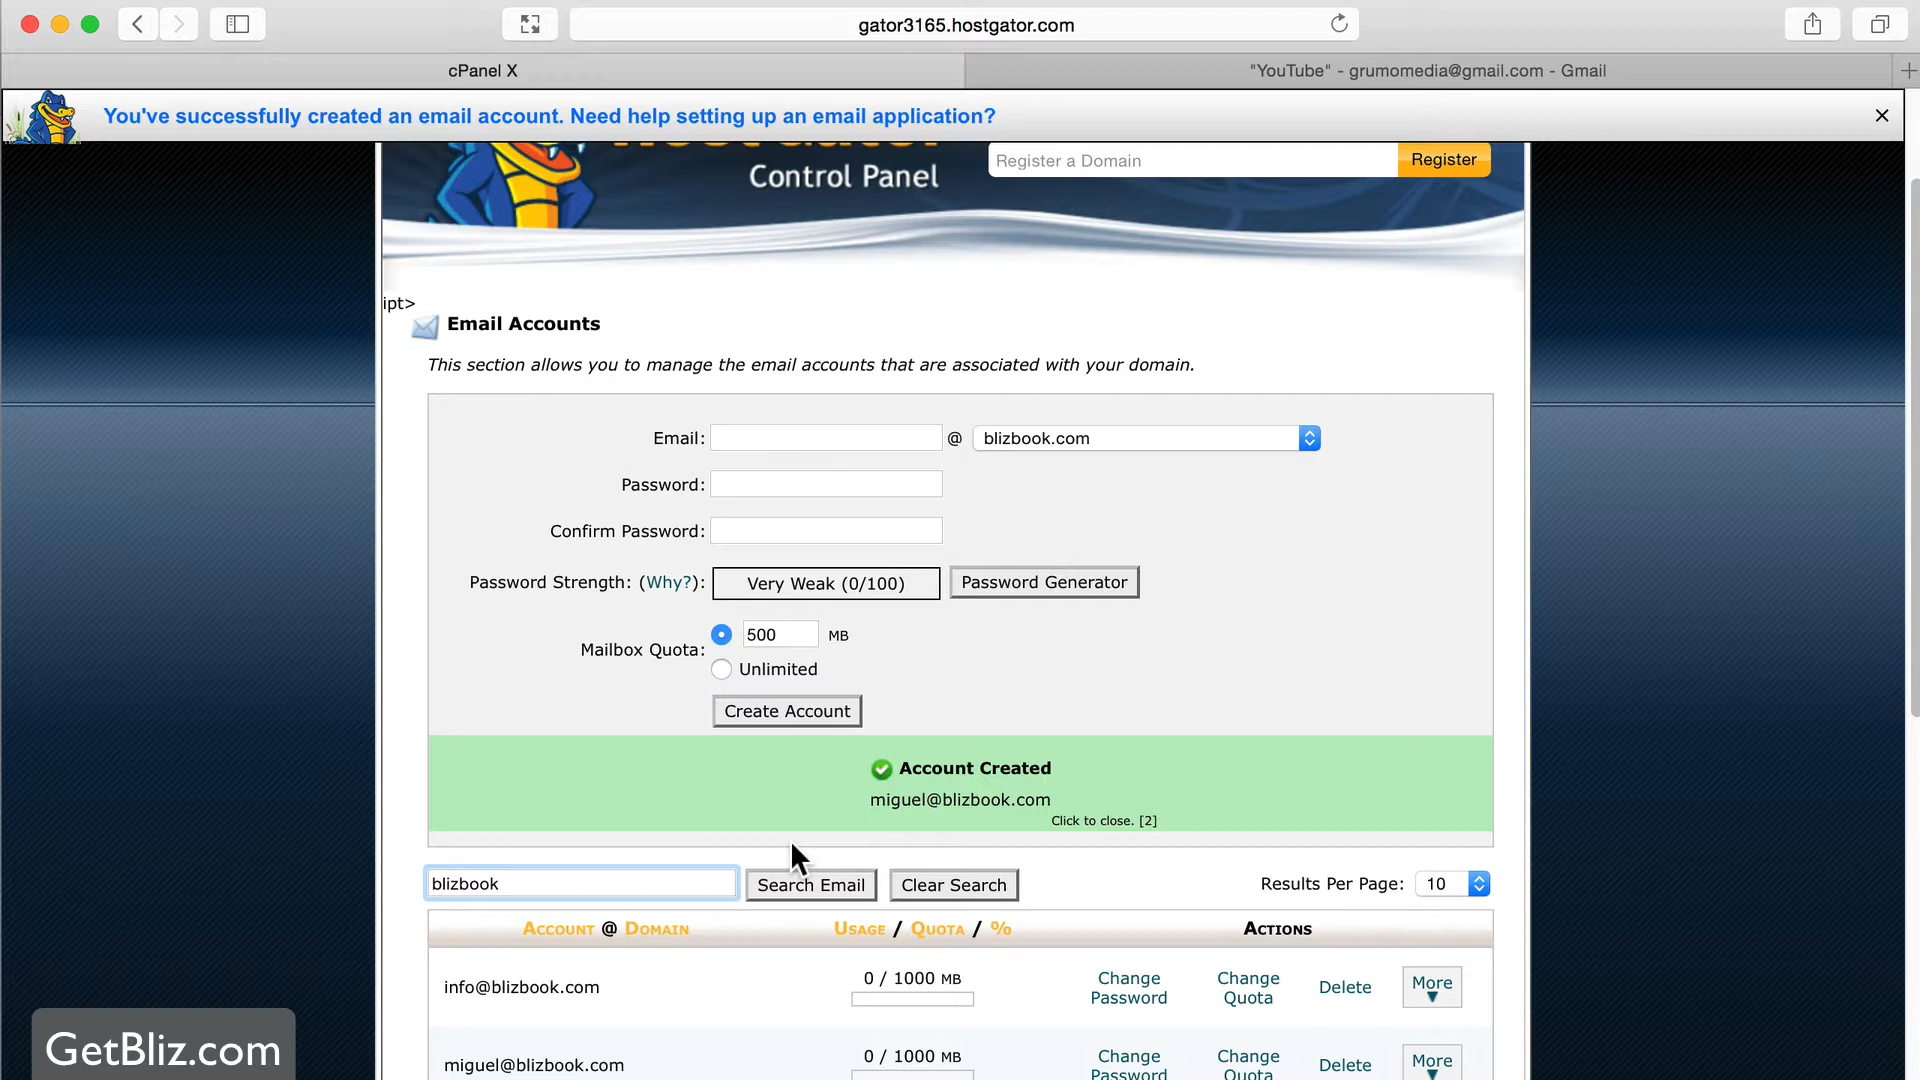 gator3165.hostgator.com
cPanel X
"YouTube" - grumomedia@gmail.com - Gmail
You've successfully created an email account. Need help setting up an email application?
Control Panel
Register a Domain
Register
ipt>
Email Accounts
This section allows you to manage the email accounts that are associated with your domain.
Email: @ blizbook.com
Password:
Confirm Password:
Password Strength: (Why?): Very Weak (0/100) Password Generator
Mailbox Quota: 500 MB
Unlimited
Create Account
Account Created
miguel@blizbook.com
Click to close. [2]
blizbook Search Email Clear Search Results Per Page: 10
Account @ Domain Usage / Quota / % Actions
info@blizbook.com 0 / 1000 MB Change Password Change Quota Delete More ▼
miguel@blizbook.com 0 / 1000 MB Change Password Change Quota Delete More ▼
GetBliz.com